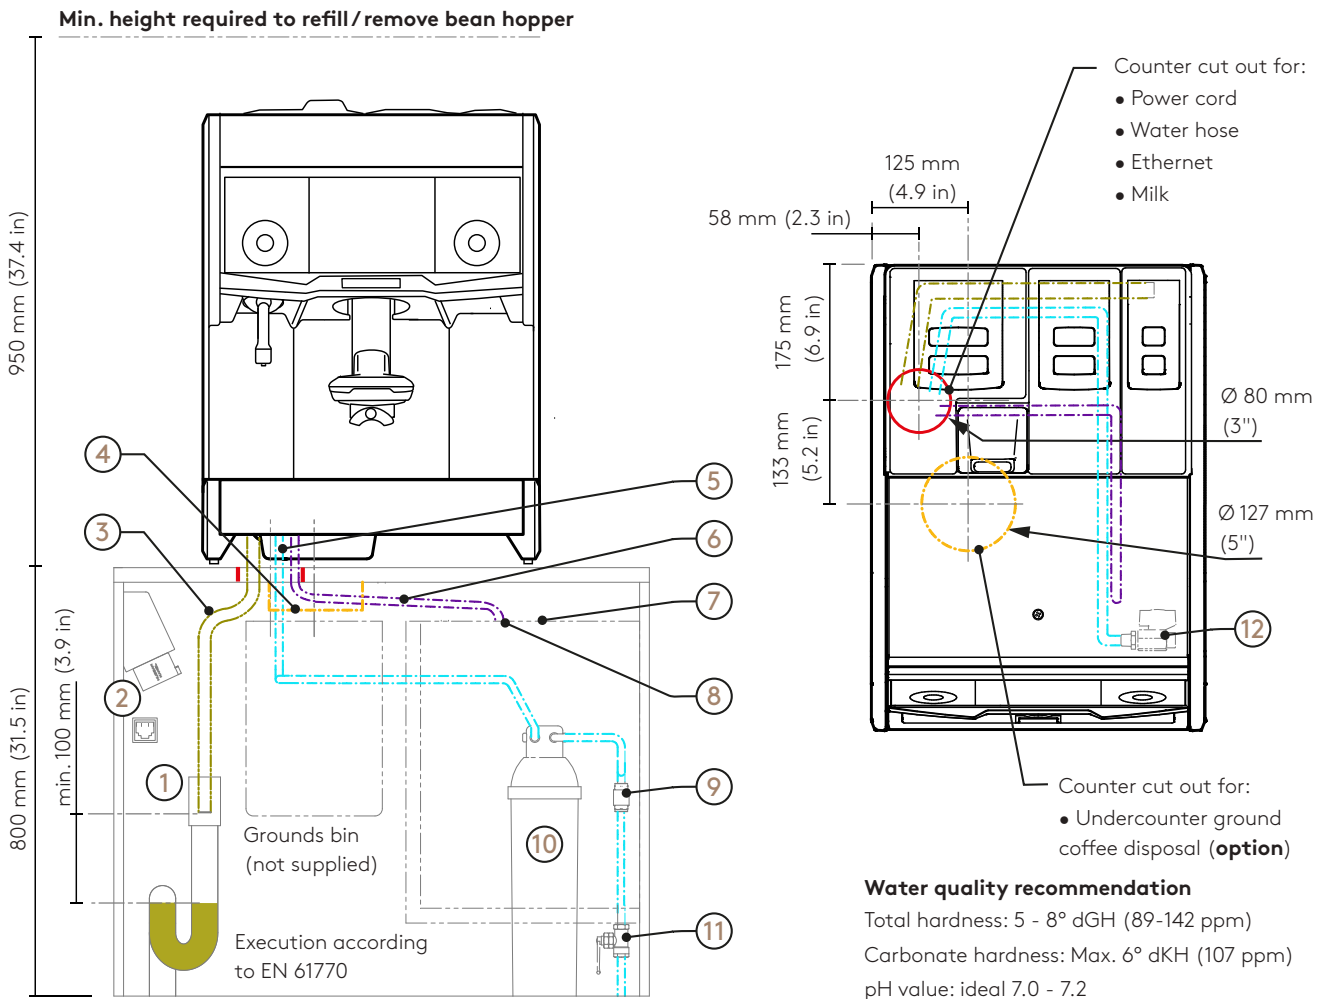 Min. height required to refill / remove bean hopper
950 mm (37.4 in)
800 mm (31.5 in)
min. 100 mm (3.9 in)
1
2
3
4
5
6
7
8
9
10
11
Grounds bin
(not supplied)
Execution according
to EN 61770
Counter cut out for:
• Power cord
• Water hose
• Ethernet
• Milk
125 mm
(4.9 in)
58 mm (2.3 in)
175 mm
(6.9 in)
133 mm
(5.2 in)
Ø 80 mm
(3")
Ø 127 mm
(5")
12
Counter cut out for:
• Undercounter ground
coffee disposal (option)
Water quality recommendation
Total hardness: 5 - 8° dGH (89-142 ppm)
Carbonate hardness: Max. 6° dKH (107 ppm)
pH value: ideal 7.0 - 7.2